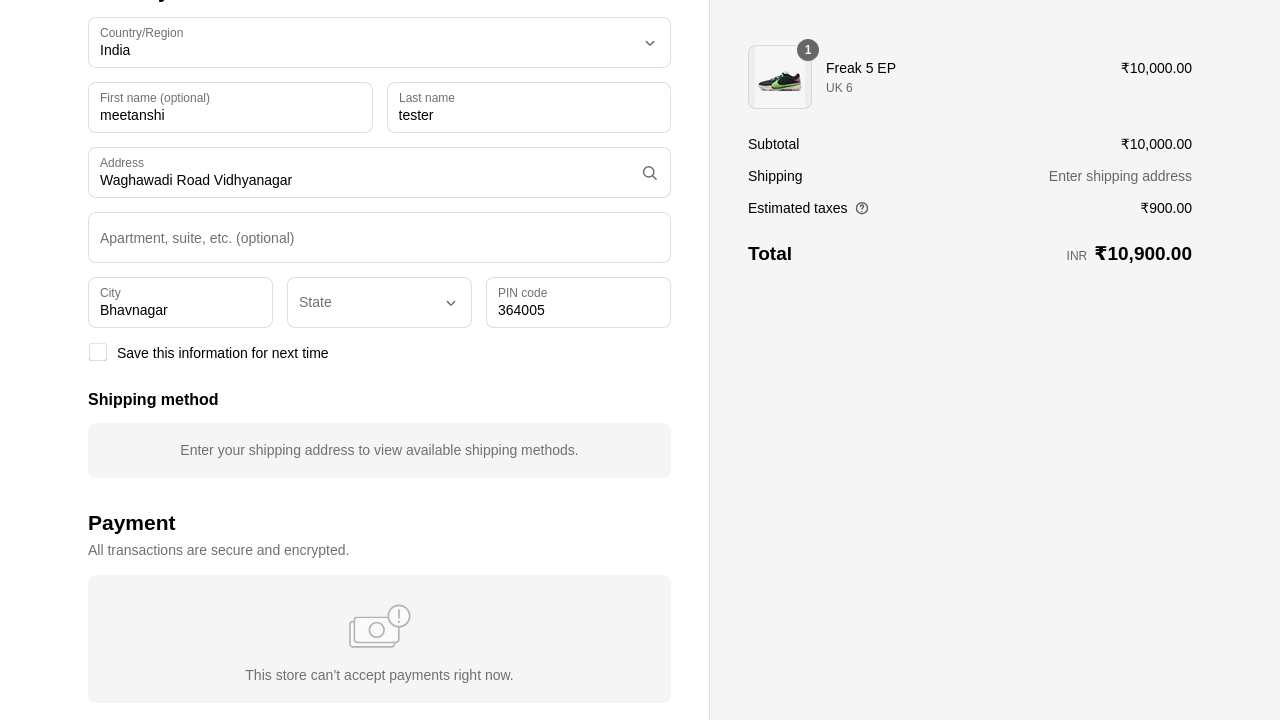 Country/Region
India
First name (optional)
meetanshi
Last name
tester
Address
Waghawadi Road Vidhyanagar
Apartment, suite, etc. (optional)
City
Bhavnagar
State
PIN code
364005
Save this information for next time
Shipping method
Enter your shipping address to view available shipping methods.
Payment
All transactions are secure and encrypted.
This store can't accept payments right now.
1
Freak 5 EP
₹10,000.00
UK 6
Subtotal
₹10,000.00
Shipping
Enter shipping address
Estimated taxes
₹900.00
Total
INR ₹10,900.00